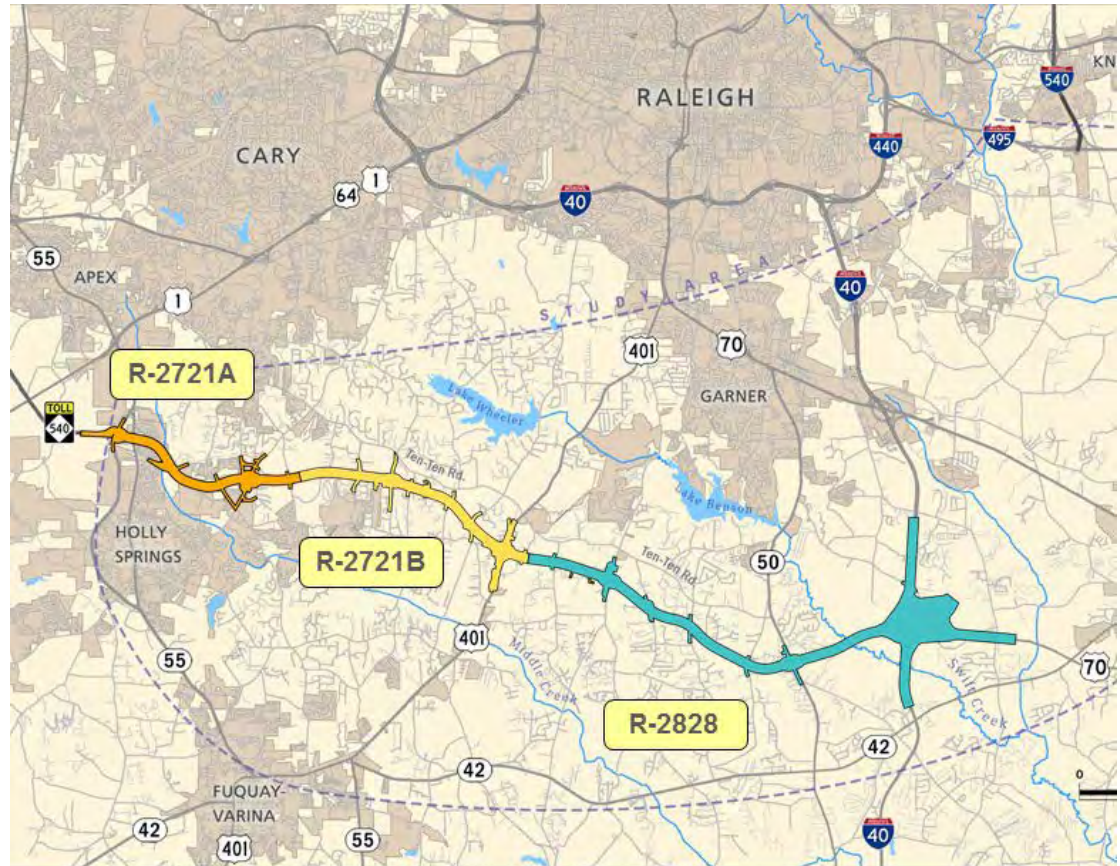 540
KN
RALEIGH
440
495
CARY
1
64
40
55
STUDY AREA
APEX
40
1
401
70
R-2721A
Lake Wheeler
GARNER
TOLL
540
Ten-Ten Rd.
Lake Benson
HOLLY
SPRINGS
R-2721B
Ten-Ten Rd.
50
401
Middle Creek
55
Swift Creek
70
R-2828
42
42
FUQUAY-
VARINA
0
42
401
55
40